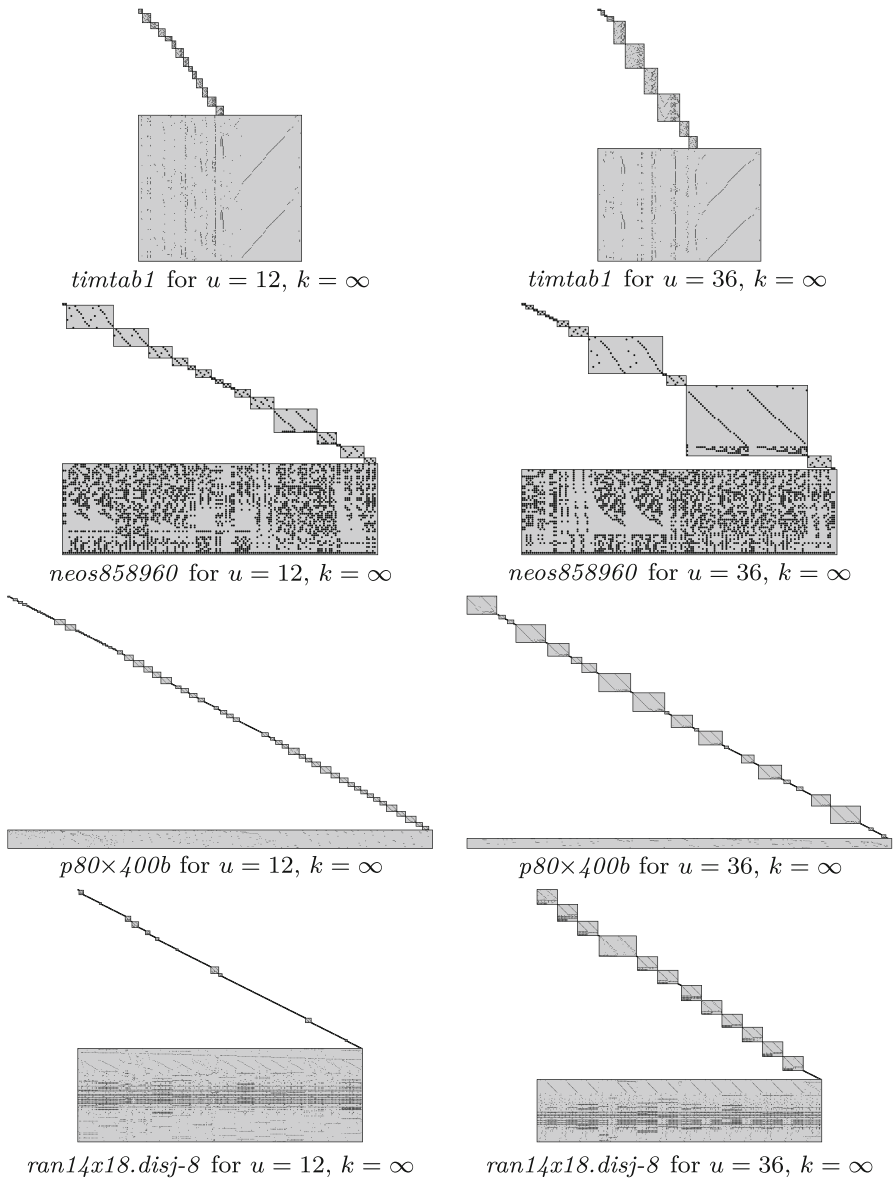 timtab1 for u = 12, k = ∞
timtab1 for u = 36, k = ∞
neos858960 for u = 12, k = ∞
neos858960 for u = 36, k = ∞
p80×400b for u = 12, k = ∞
p80×400b for u = 36, k = ∞
ran14x18.disj-8 for u = 12, k = ∞
ran14x18.disj-8 for u = 36, k = ∞